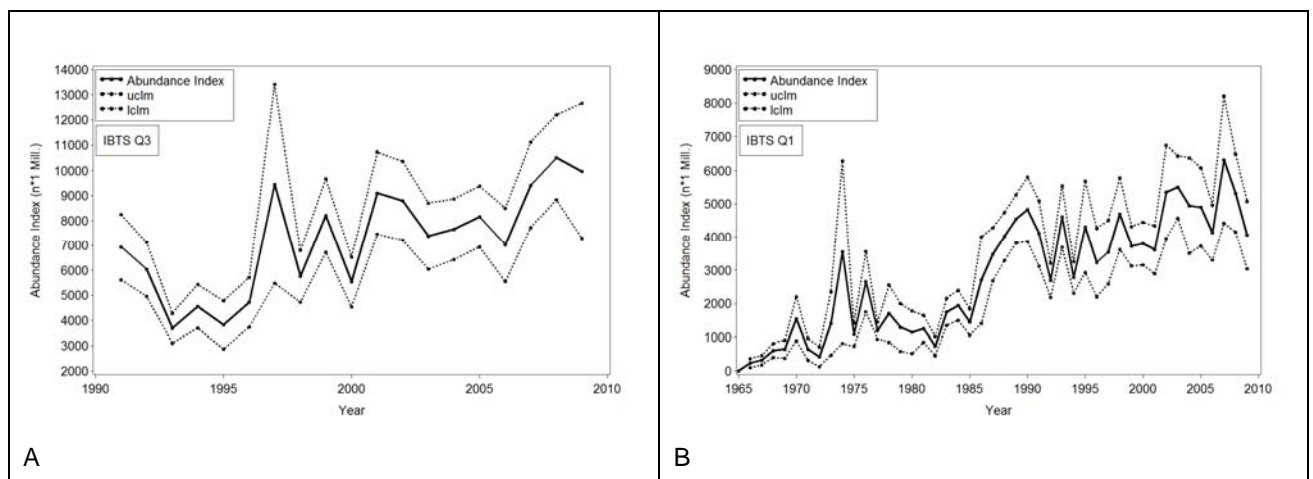 14000
13000
12000
11000
10000
9000
8000
7000
6000
5000
4000
3000
2000
Abundance Index (n*1 Mill.)
Abundance Index
uclm
lclm
IBTS Q3
1990
1995
2000
2005
2010
Year
A
9000
8000
7000
6000
5000
4000
3000
2000
1000
0
Abundance Index (n*1 Mill.)
Abundance Index
uclm
lclm
IBTS Q1
1965
1970
1975
1980
1985
1990
1995
2000
2005
2010
Year
B